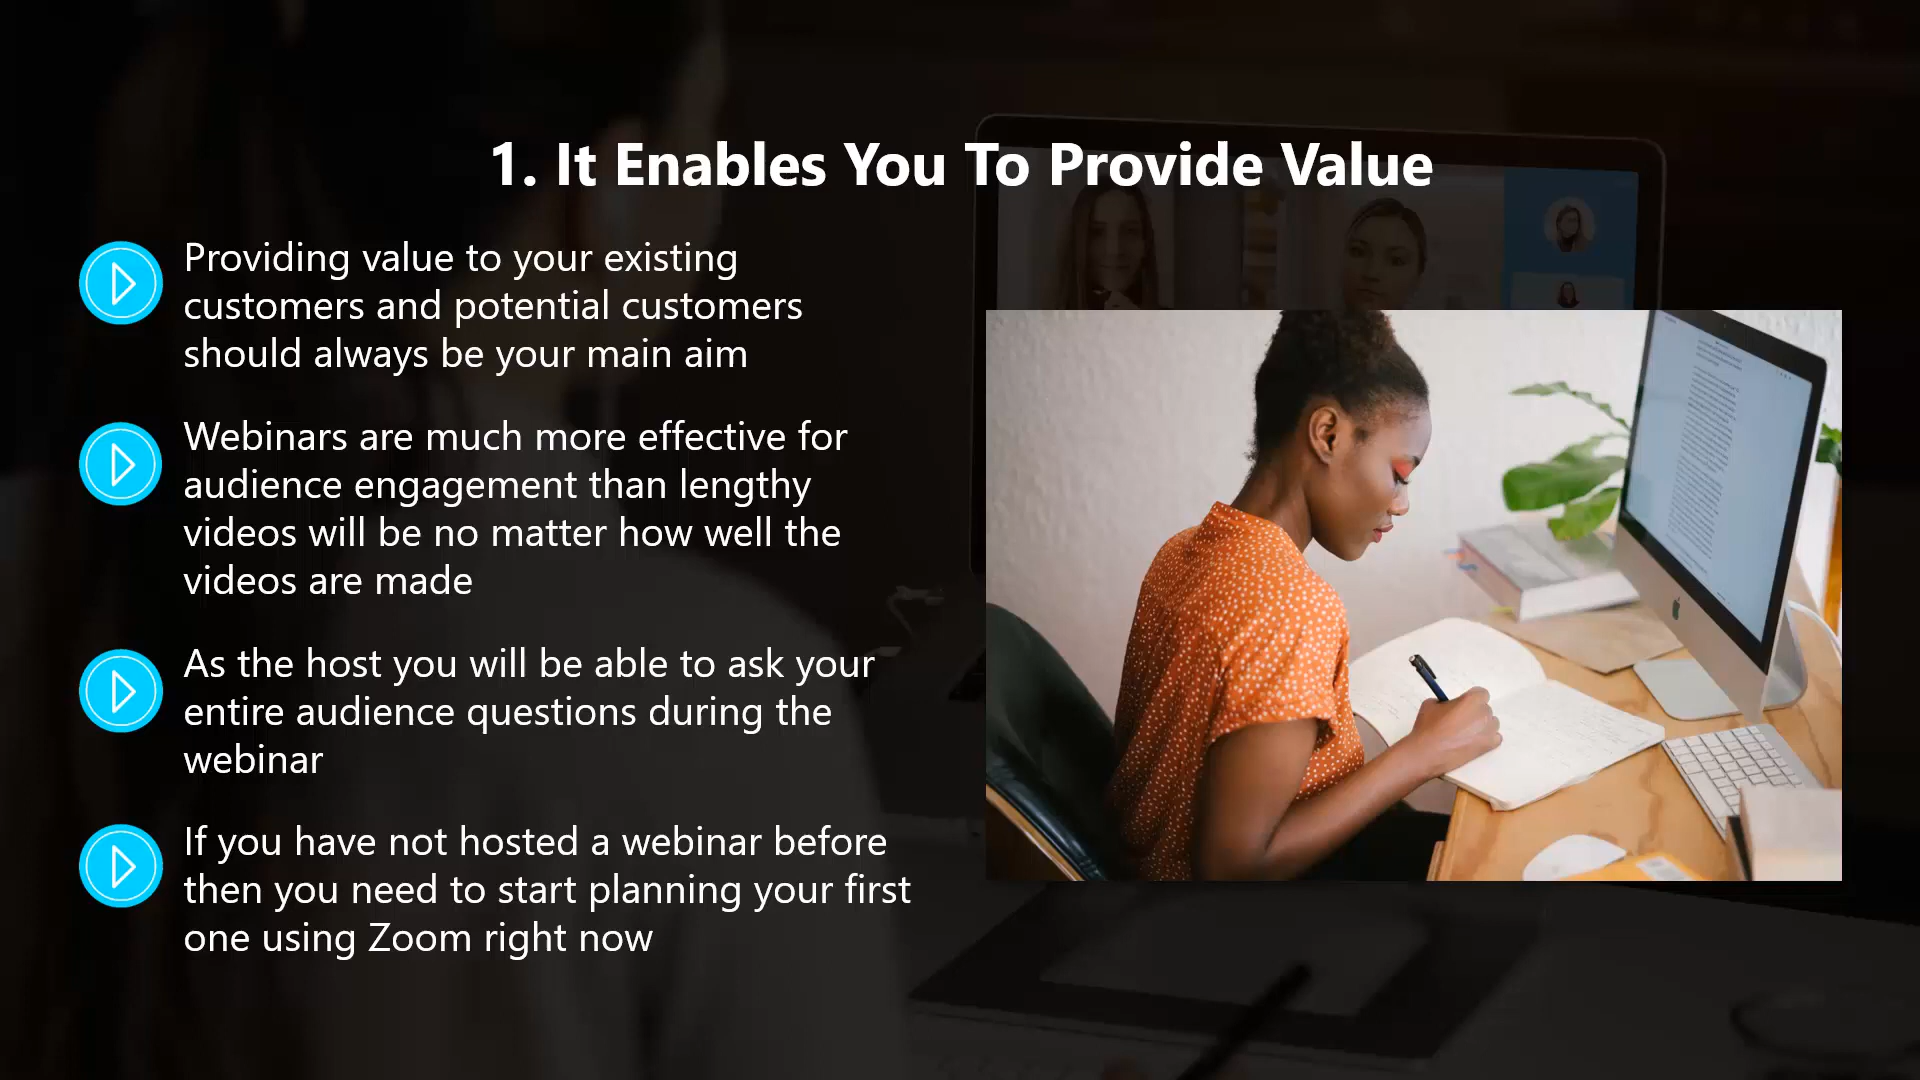 1. It Enables You To Provide Value
Providing value to your existing
customers and potential customers
should always be your main aim
Webinars are much more effective for
audience engagement than lengthy
videos will be no matter how well the
videos are made
As the host you will be able to ask your
entire audience questions during the
webinar
If you have not hosted a webinar before
then you need to start planning your first
one using Zoom right now